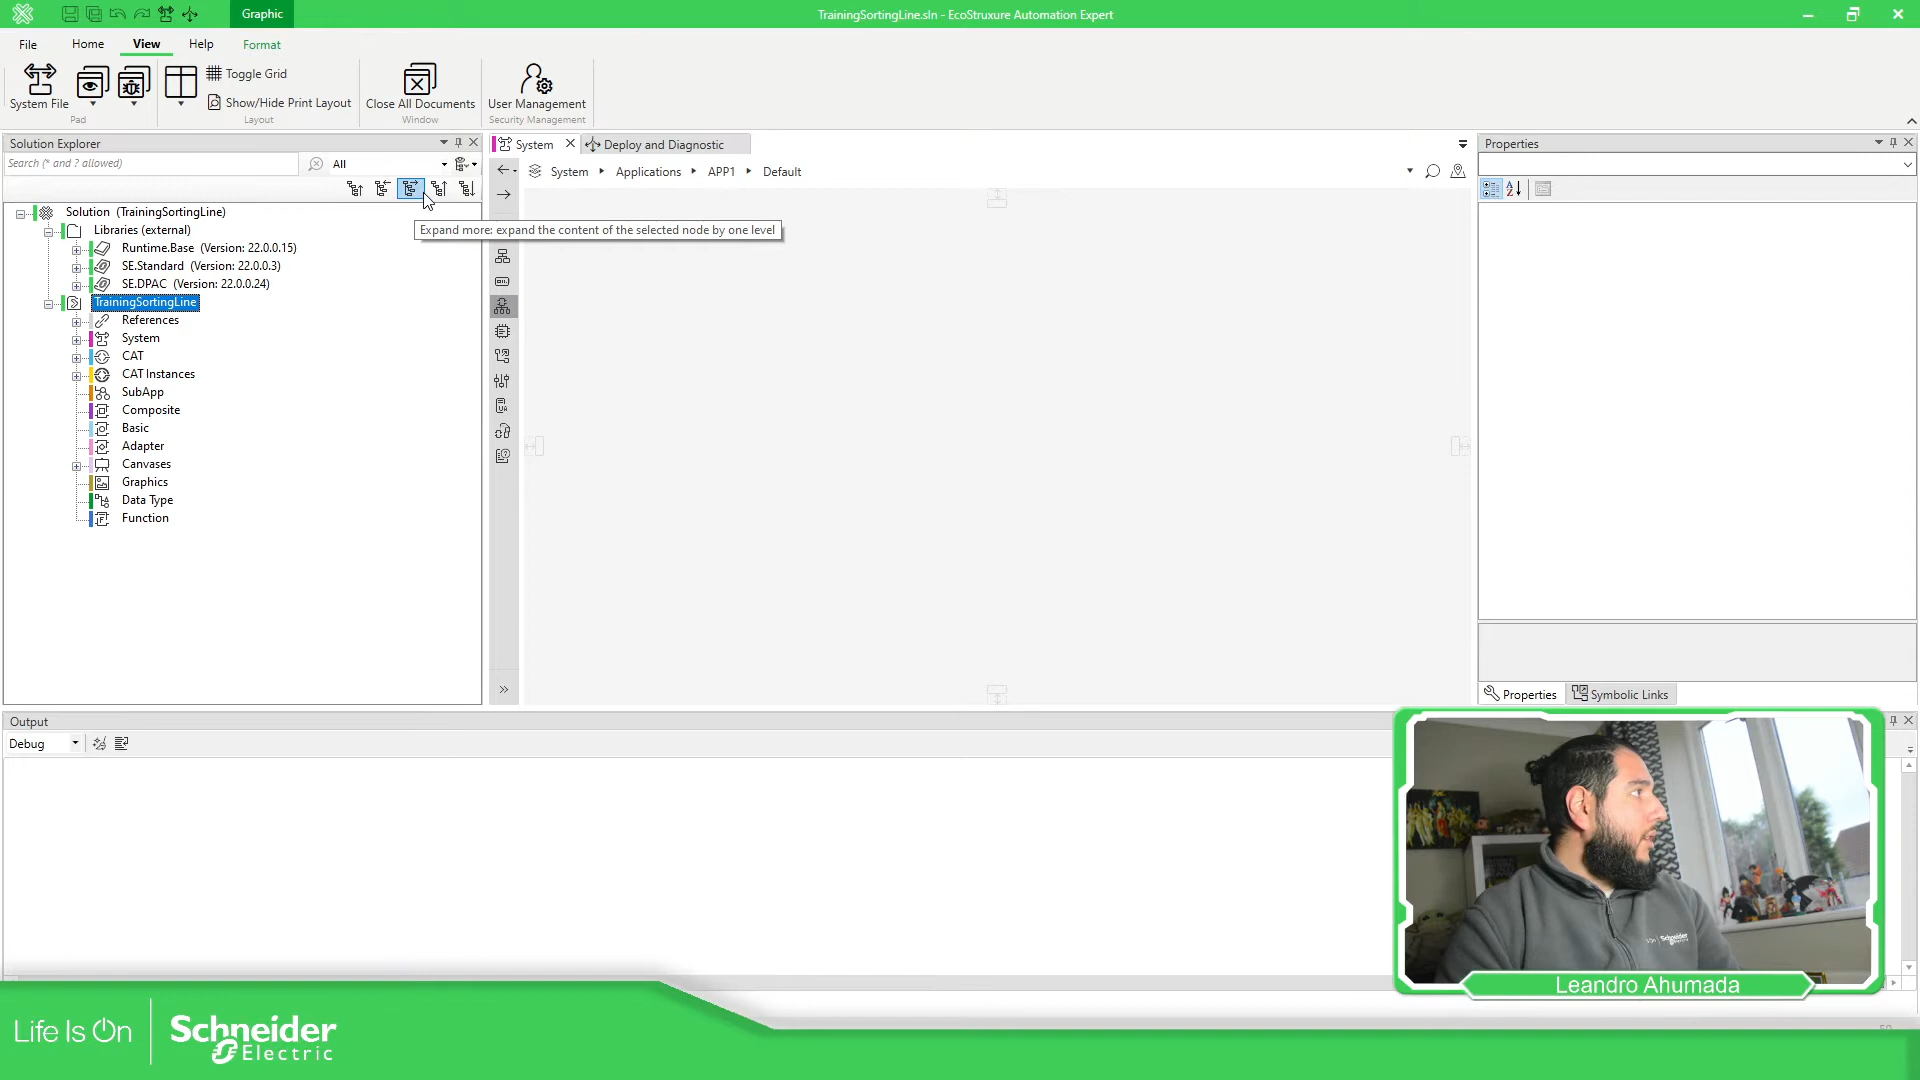 Graphic
TrainingSortingLine.sln - EcoStruxure Automation Expert
File Home View Help Format
System File
Toggle Grid
Show/Hide Print Layout
Close All Documents
User Management
Pad
Layout
Window
Security Management
Solution Explorer
Search (* and ? allowed)
All
Solution (TrainingSortingLine)
Libraries (external)
Runtime.Base (Version: 22.0.0.15)
SE.Standard (Version: 22.0.0.3)
SE.DPAC (Version: 22.0.0.24)
TrainingSortingLine
References
System
CAT
CAT Instances
SubApp
Composite
Basic
Adapter
Canvases
Graphics
Data Type
Function
System
Deploy and Diagnostic
System Applications APP1 Default
Expand more: expand the content of the selected node by one level
Properties
Properties
Symbolic Links
Output
Debug
Schneider
Electric
Leandro Ahumada
Life Is On
Schneider
Electric